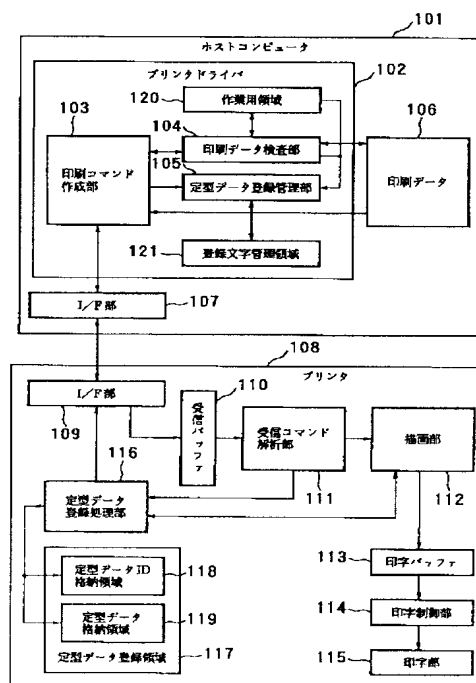 101
ホストコンピュータ
プリンタドライバ
102
120
作業用領域
103
104
106
印刷コマンド
作成部
印刷データ検査部
105
定型データ登録管理部
印刷データ
登録文字管理領域
121
I/F部
107
108
プリンタ
I/F部
109
110
受信バッファ
受信コマンド
解析部
111
描画部
112
116
定型データ
登録処理部
113
印字バッファ
定型データID
格納領域
118
114
印字制御部
定型データ
格納領域
119
115
印字部
定型データ登録領域
117